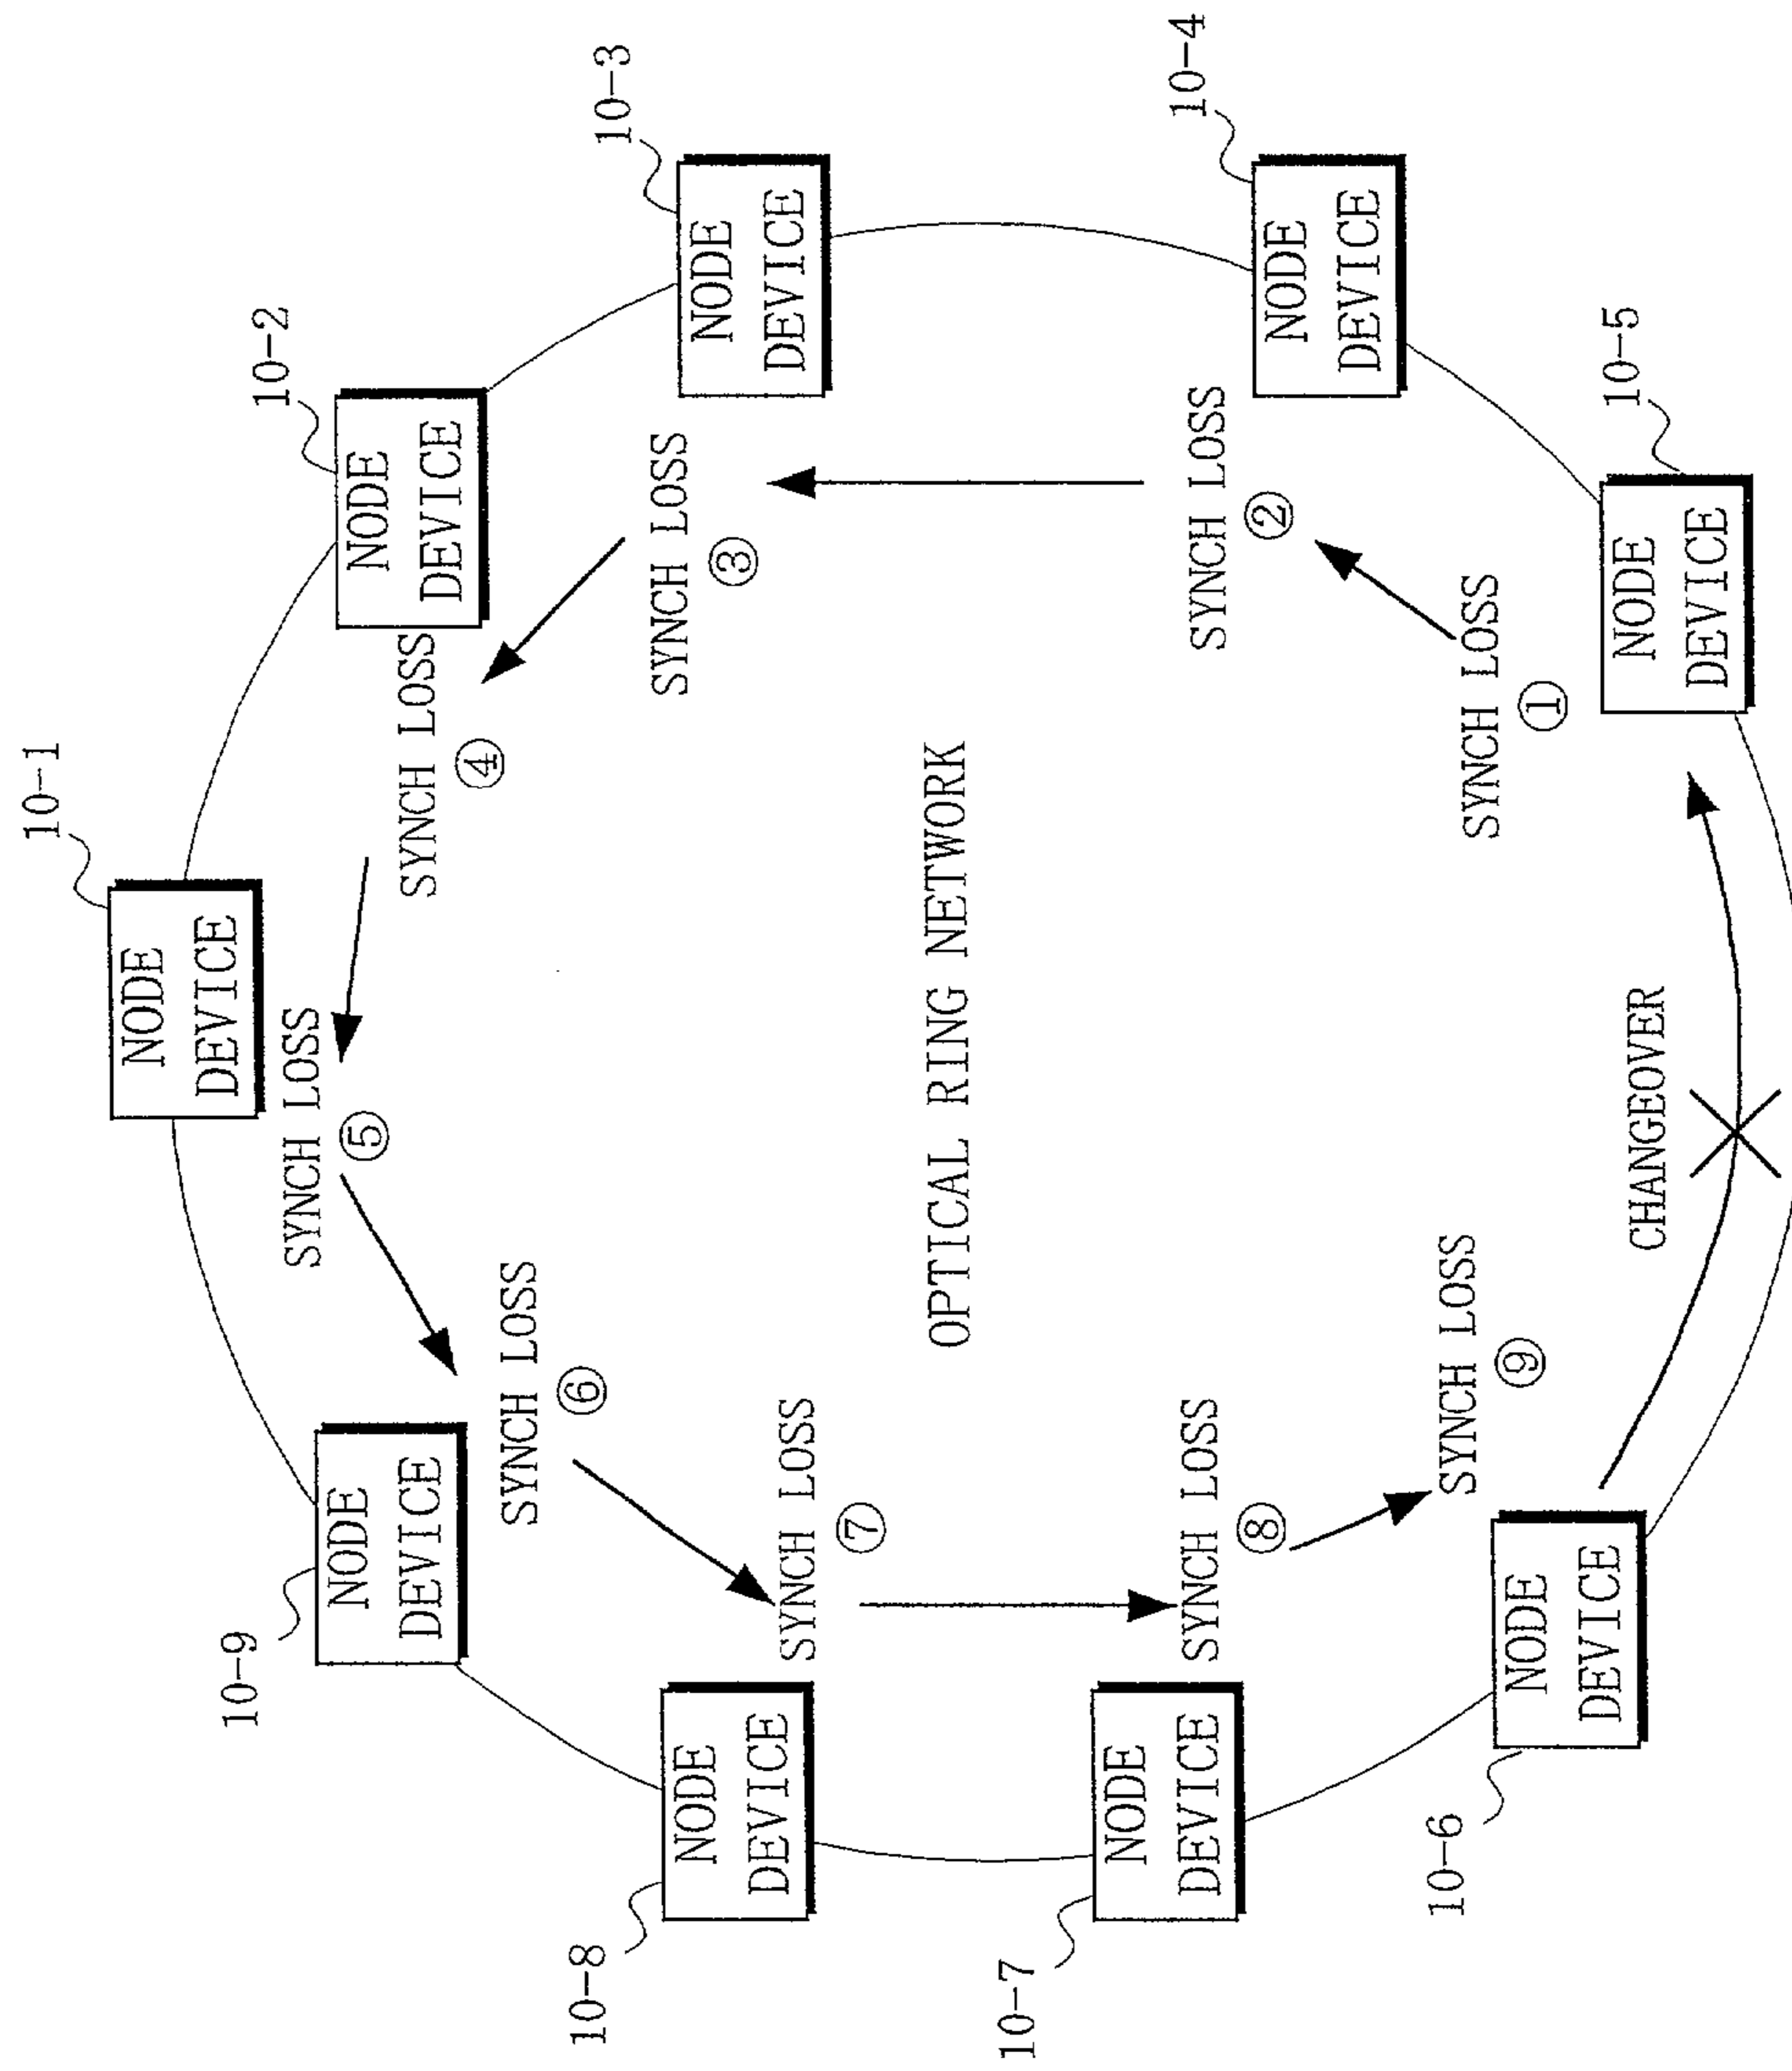 10-1
NODE
DEVICE
SYNCH LOSS
⑤
10-2
NODE
DEVICE
SYNCH LOSS
④
10-3
NODE
DEVICE
SYNCH LOSS
③
10-4
NODE
DEVICE
SYNCH LOSS
②
10-5
NODE
DEVICE
SYNCH LOSS
①
CHANGEOVER
10-6
NODE
DEVICE
SYNCH LOSS
⑨
10-7
NODE
DEVICE
SYNCH LOSS
⑧
10-8
NODE
DEVICE
SYNCH LOSS
⑦
10-9
NODE
DEVICE
SYNCH LOSS
⑥
OPTICAL RING NETWORK